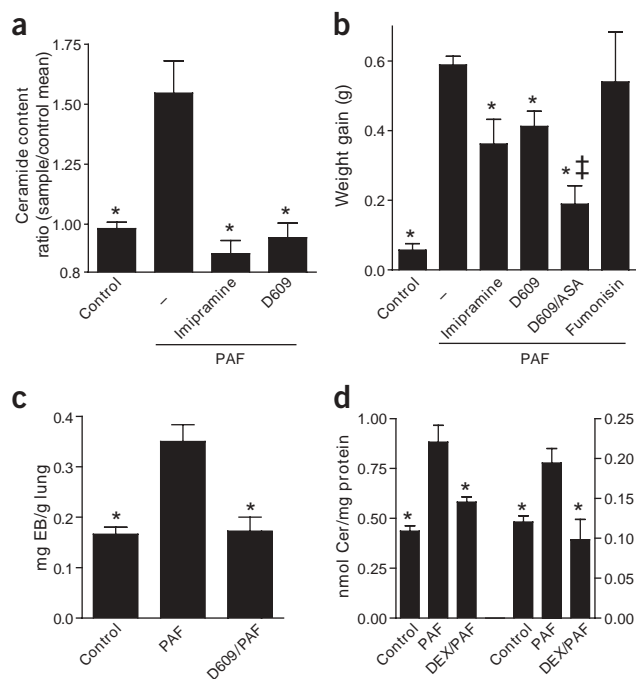 a
Ceramide content
ratio (sample/control mean)
1.75
1.50
1.25
1.00
0.8
*
*
*
Control
–
Imipramine
D609
PAF
b
Weight gain (g)
0.6
0.4
0.2
0.0
*
*
*
* ‡
Control
–
Imipramine
D609
D609/ASA
Fumonisin
PAF
c
mg EB/g lung
0.4
0.3
0.2
0.1
0.0
*
*
Control
PAF
D609/PAF
d
nmol Cer/mg protein
1.00
0.75
0.50
0.25
0.00
0.25
0.20
0.15
0.10
0.05
0.00
*
*
*
*
Control
PAF
DEX/PAF
Control
PAF
DEX/PAF